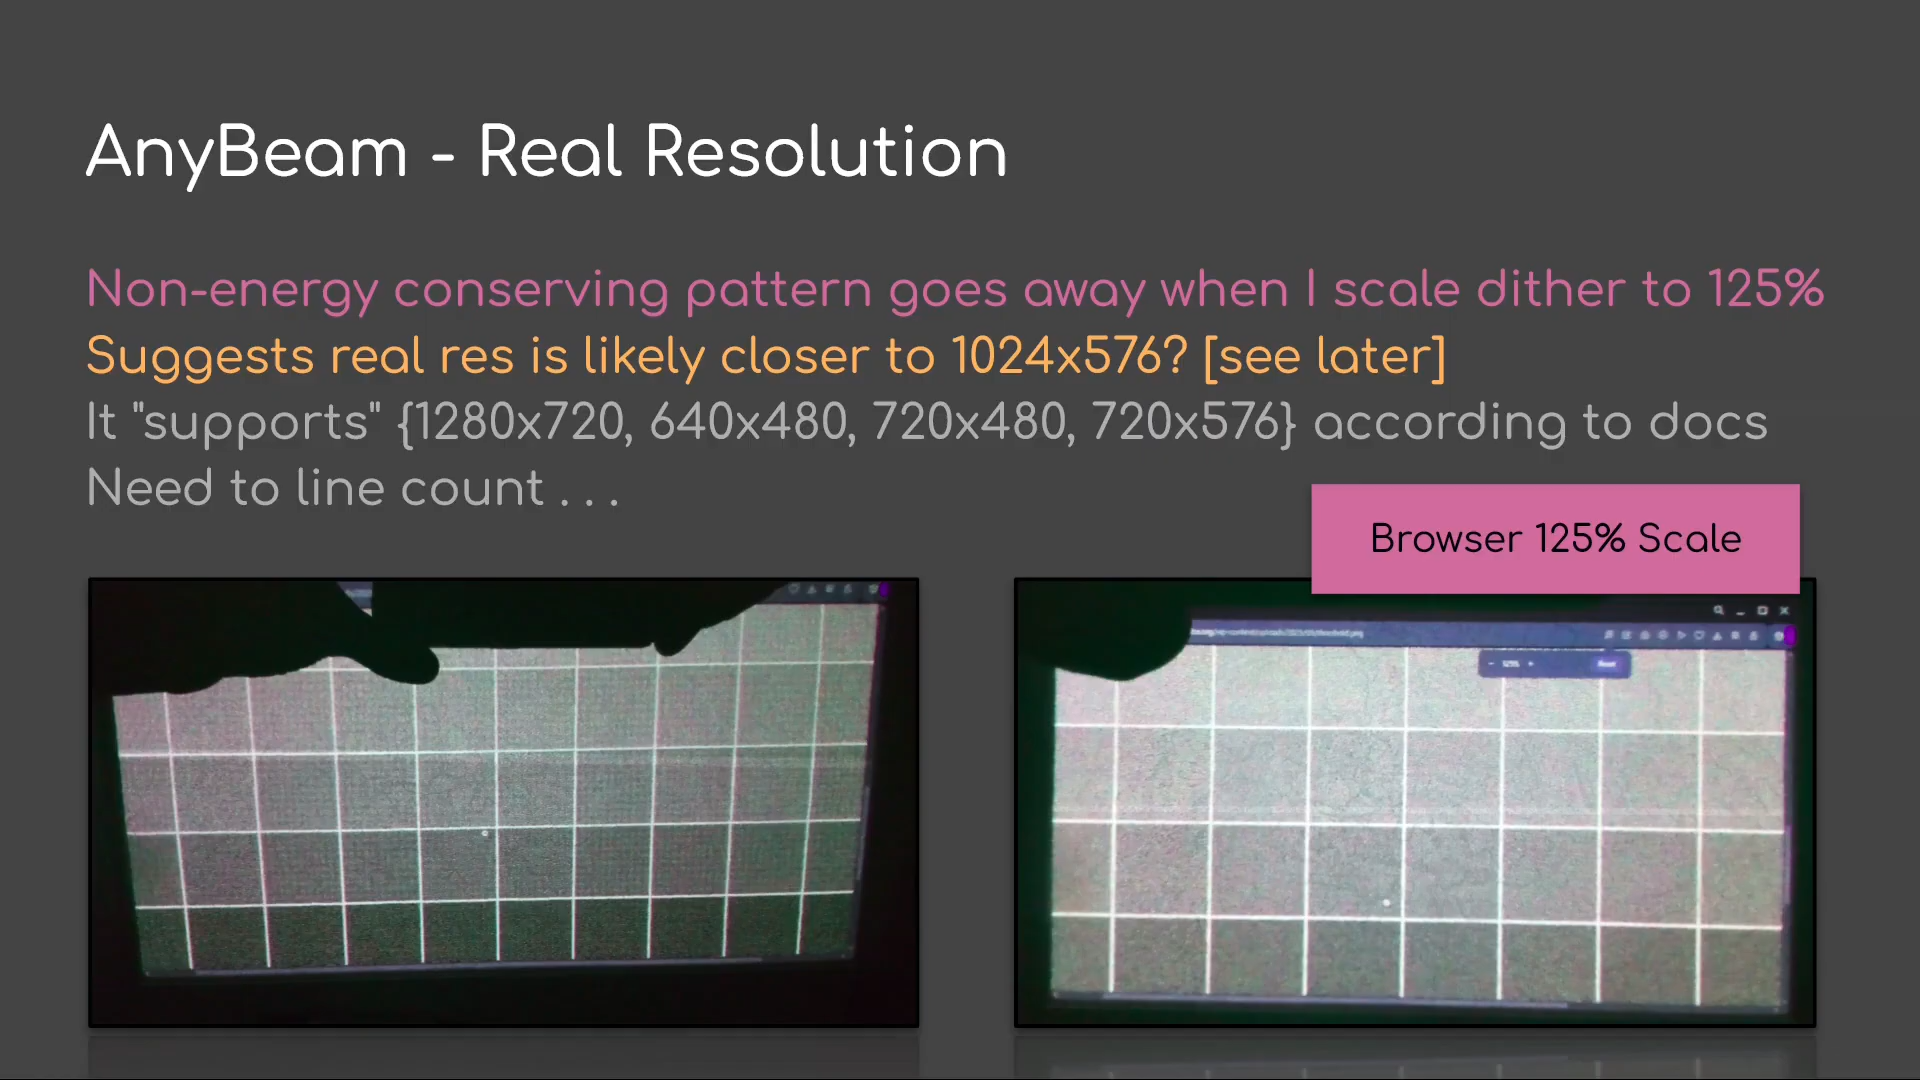 AnyBeam - Real Resolution
Non-energy conserving pattern goes away when I scale dither to 125%
Suggests real res is likely closer to 1024x576? [see later]
It "supports" {1280x720, 640x480, 720x480, 720x576} according to docs
Need to line count . . .
Browser 125% Scale